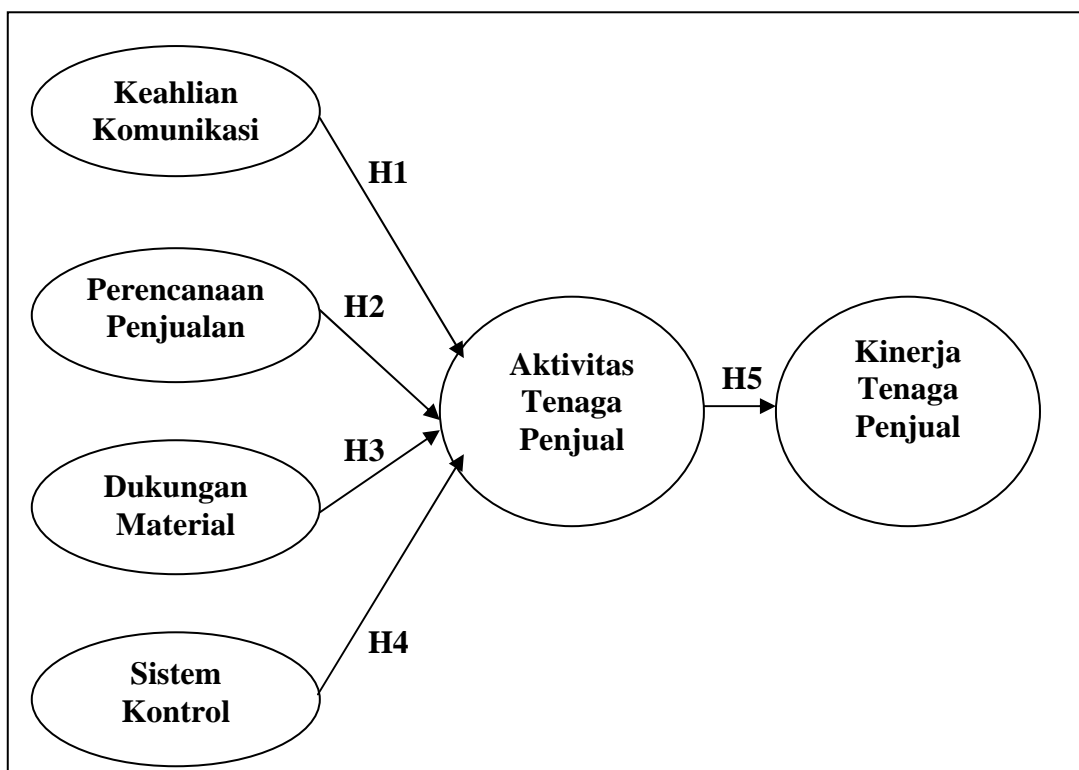 Keahlian
Komunikasi
H1
Perencanaan
Penjualan
H2
Dukungan
Material
H3
Sistem
Kontrol
H4
Aktivitas
Tenaga
Penjual
H5
Kinerja
Tenaga
Penjual